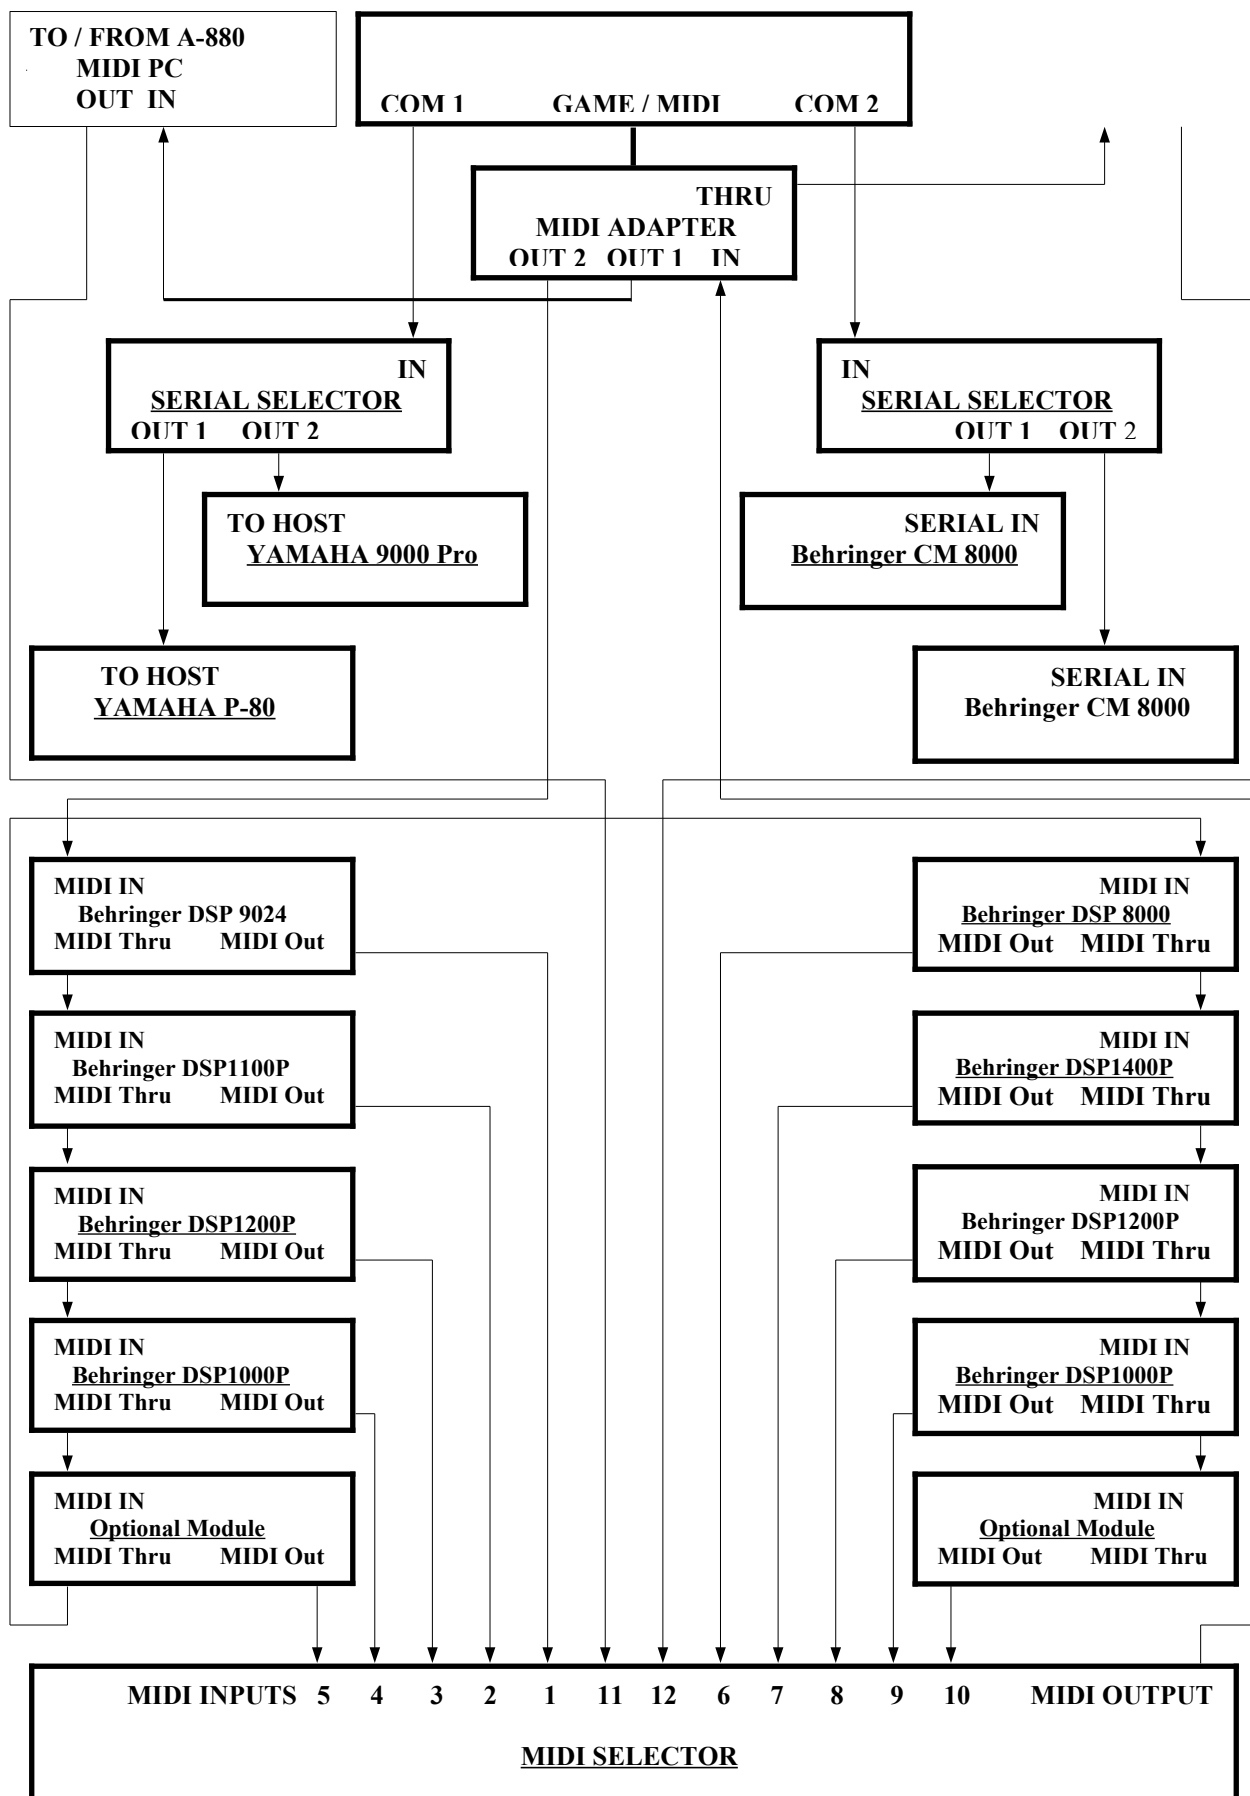 TO / FROM A-880
MIDI PC
OUT IN
COM 1 GAME / MIDI COM 2
THRU
MIDI ADAPTER
OUT 2 OUT 1 IN
IN
SERIAL SELECTOR
OUT 1 OUT 2
IN
SERIAL SELECTOR
OUT 1 OUT 2
TO HOST
YAMAHA 9000 Pro
SERIAL IN
Behringer CM 8000
TO HOST
YAMAHA P-80
SERIAL IN
Behringer CM 8000
MIDI IN
Behringer DSP 9024
MIDI Thru MIDI Out
MIDI IN
Behringer DSP 8000
MIDI Out MIDI Thru
MIDI IN
Behringer DSP1100P
MIDI Thru MIDI Out
MIDI IN
Behringer DSP1400P
MIDI Out MIDI Thru
MIDI IN
Behringer DSP1200P
MIDI Thru MIDI Out
MIDI IN
Behringer DSP1200P
MIDI Out MIDI Thru
MIDI IN
Behringer DSP1000P
MIDI Thru MIDI Out
MIDI IN
Behringer DSP1000P
MIDI Out MIDI Thru
MIDI IN
Optional Module
MIDI Thru MIDI Out
MIDI IN
Optional Module
MIDI Out MIDI Thru
MIDI INPUTS 5 4 3 2 1 11 12 6 7 8 9 10 MIDI OUTPUT
MIDI SELECTOR